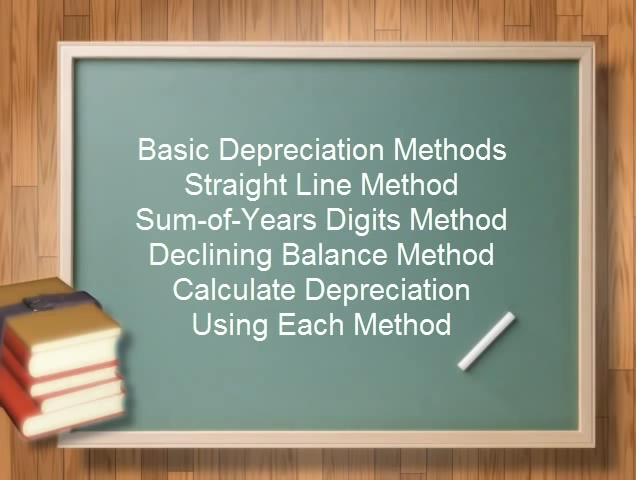 Basic Depreciation Methods
Straight Line Method
Sum-of-Years Digits Method
Declining Balance Method
Calculate Depreciation
Using Each Method